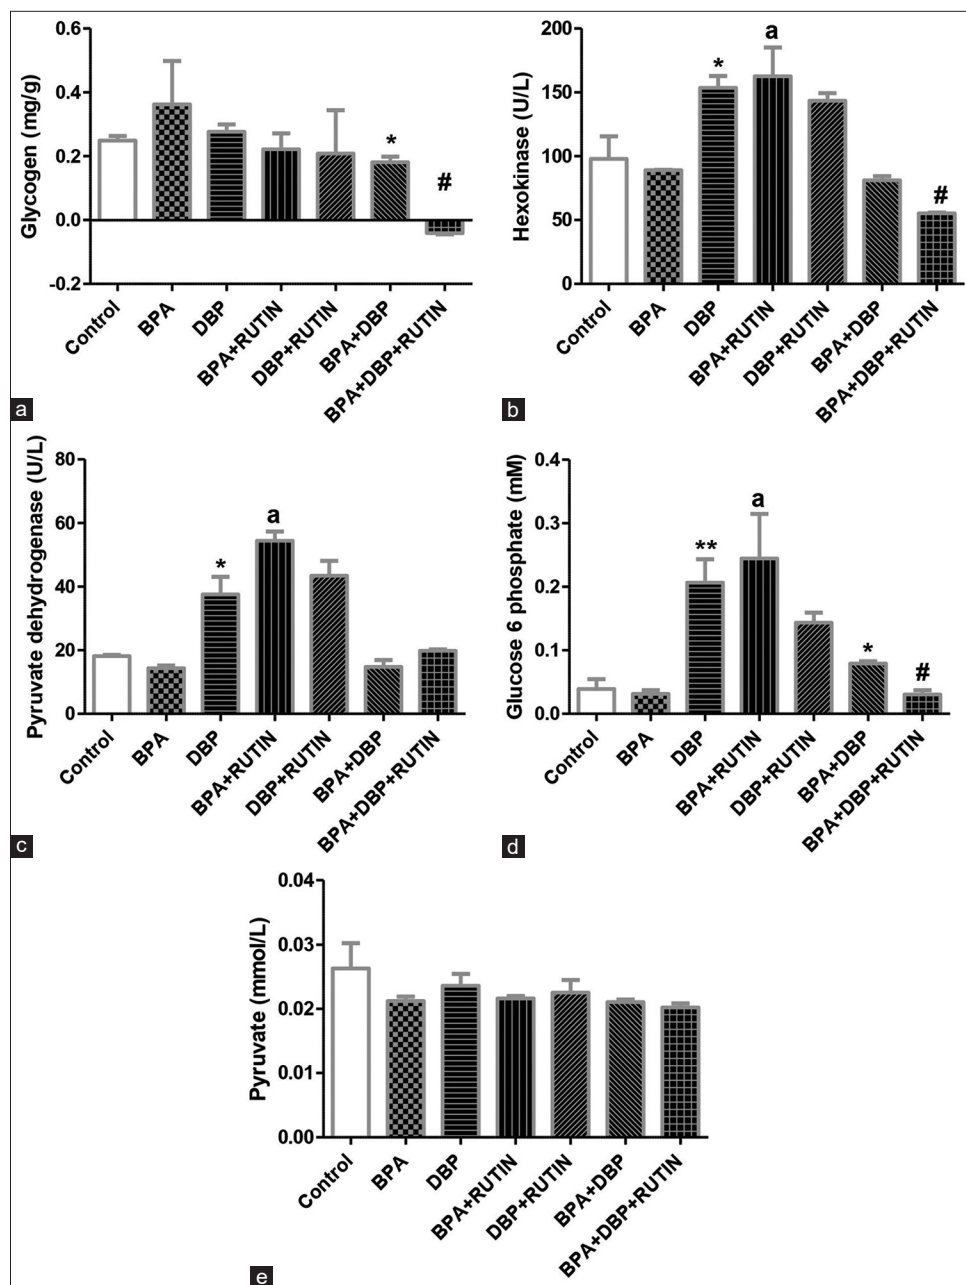 Glycogen (mg/g)
0.6
0.4
0.2
0.0
-0.2
*
#
Control
BPA
DBP
BPA+RUTIN
DBP+RUTIN
BPA+DBP
BPA+DBP+RUTIN
a
Hexokinase (U/L)
200
150
100
50
0
*
a
#
Control
BPA
DBP
BPA+RUTIN
DBP+RUTIN
BPA+DBP
BPA+DBP+RUTIN
b
Pyruvate dehydrogenase (U/L)
80
60
40
20
0
*
a
Control
BPA
DBP
BPA+RUTIN
DBP+RUTIN
BPA+DBP
BPA+DBP+RUTIN
c
Glucose 6 phosphate (mM)
0.4
0.3
0.2
0.1
0.0
**
a
*
#
Control
BPA
DBP
BPA+RUTIN
DBP+RUTIN
BPA+DBP
BPA+DBP+RUTIN
d
Pyruvate (mmol/L)
0.04
0.03
0.02
0.01
0.00
Control
BPA
DBP
BPA+RUTIN
DBP+RUTIN
BPA+DBP
BPA+DBP+RUTIN
e